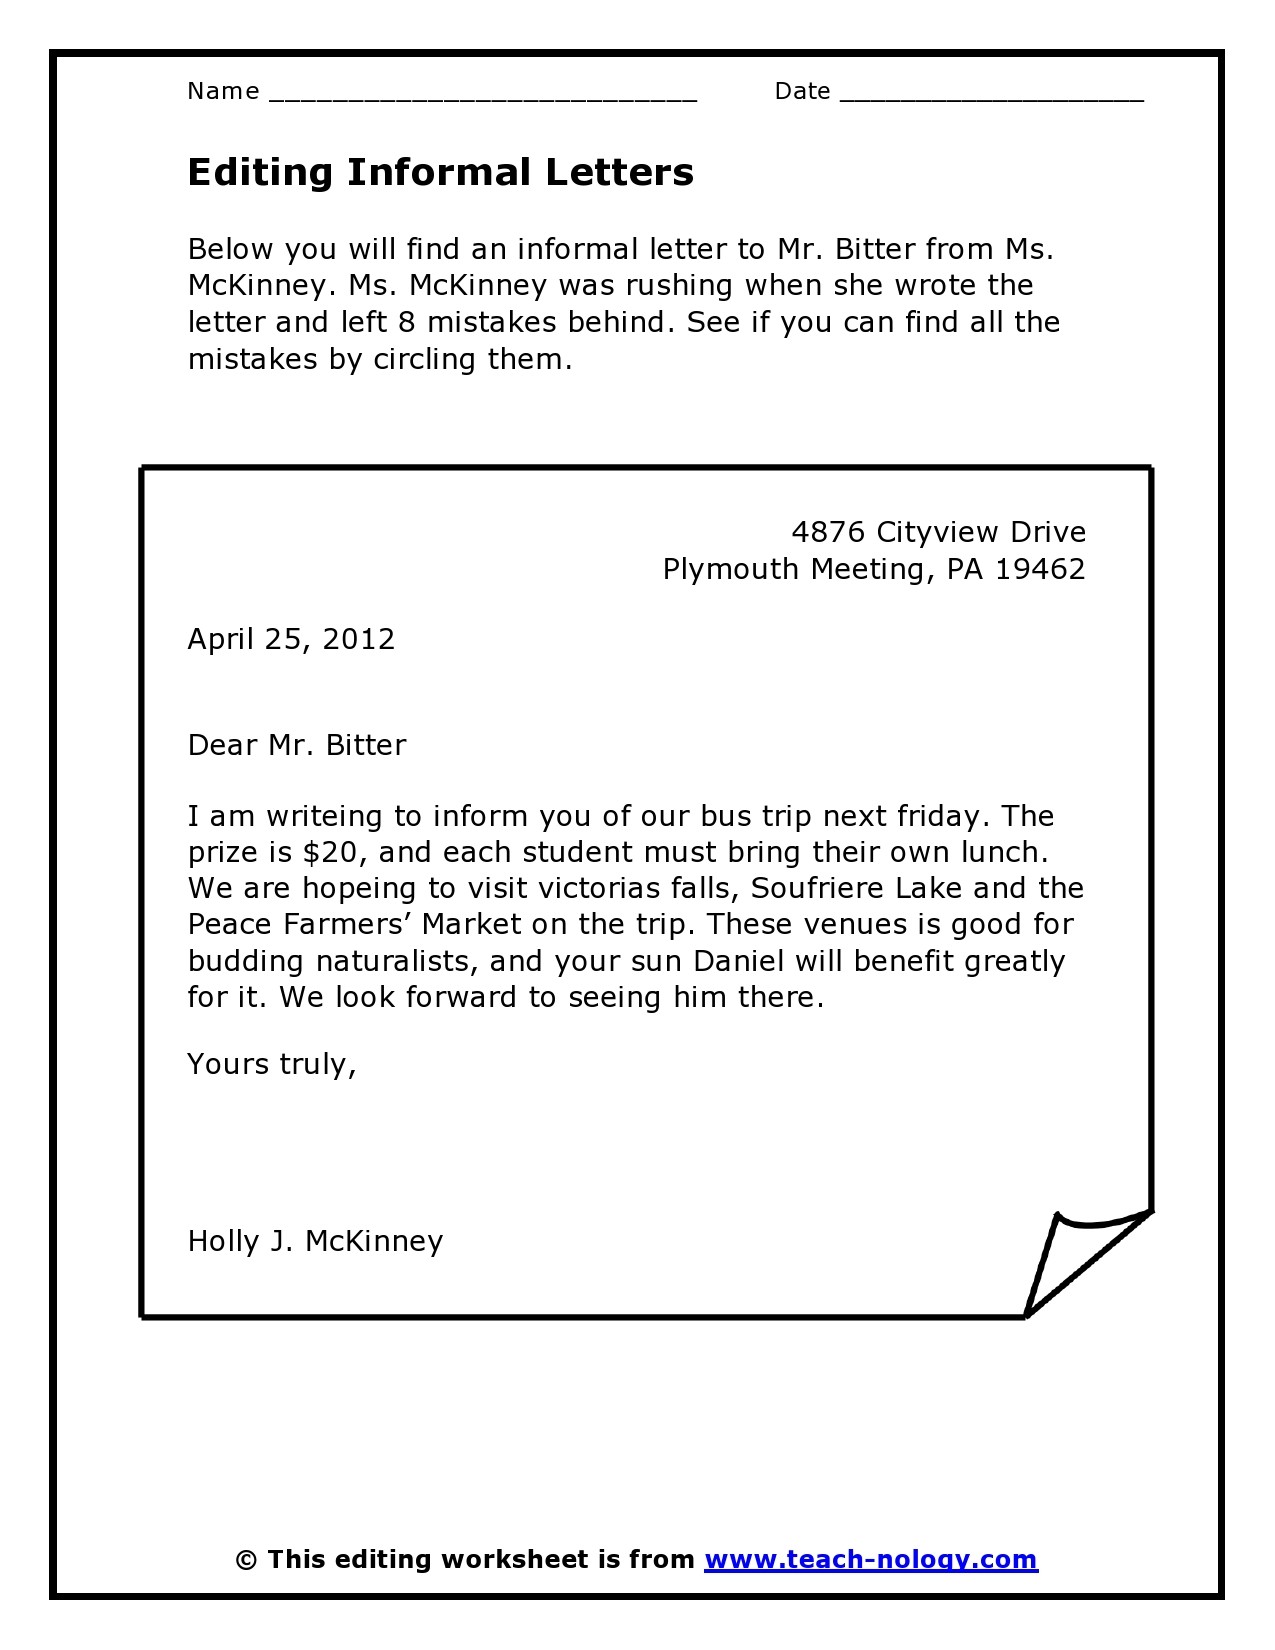 Name ___________________________ Date ____________________
Editing Informal Letters
Below you will find an informal letter to Mr. Bitter from Ms.
McKinney. Ms. McKinney was rushing when she wrote the
letter and left 8 mistakes behind. See if you can find all the
mistakes by circling them.
4876 Cityview Drive
Plymouth Meeting, PA 19462
April 25, 2012
Dear Mr. Bitter
I am writeing to inform you of our bus trip next friday. The
prize is $20, and each student must bring their own lunch.
We are hopeing to visit victorias falls, Soufriere Lake and the
Peace Farmers’ Market on the trip. These venues is good for
budding naturalists, and your sun Daniel will benefit greatly
for it. We look forward to seeing him there.
Yours truly,
Holly J. McKinney
© This editing worksheet is from www.teach-nology.com